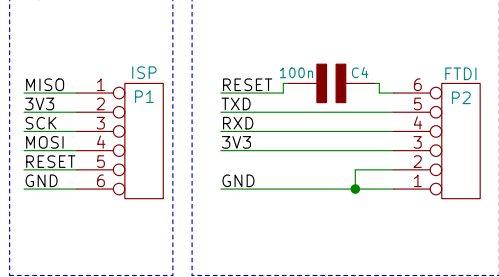 ISP
P1
MISO 1
3V3 2
SCK 3
MOSI 4
RESET 5
GND 6
100n C4
FTDI
P2
RESET 6
TXD 5
RXD 4
3V3 3
2
GND 1